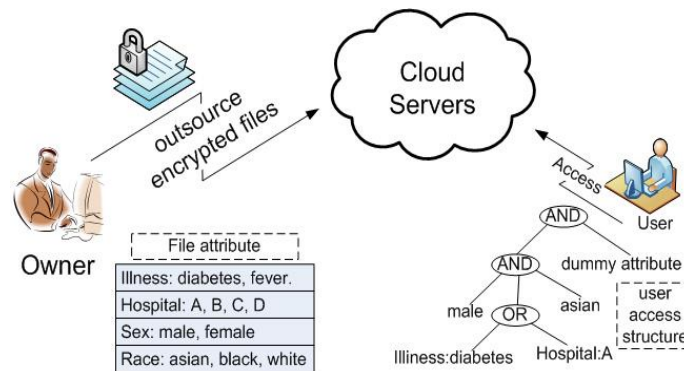 outsource
encrypted files
Cloud
Servers
Owner
Access
User
File attribute
Illness: diabetes, fever.
Hospital: A, B, C, D
Sex: male, female
Race: asian, black, white
AND
AND
dummy attribute
male
asian
OR
Illness:diabetes
Hospital:A
user
access
structure